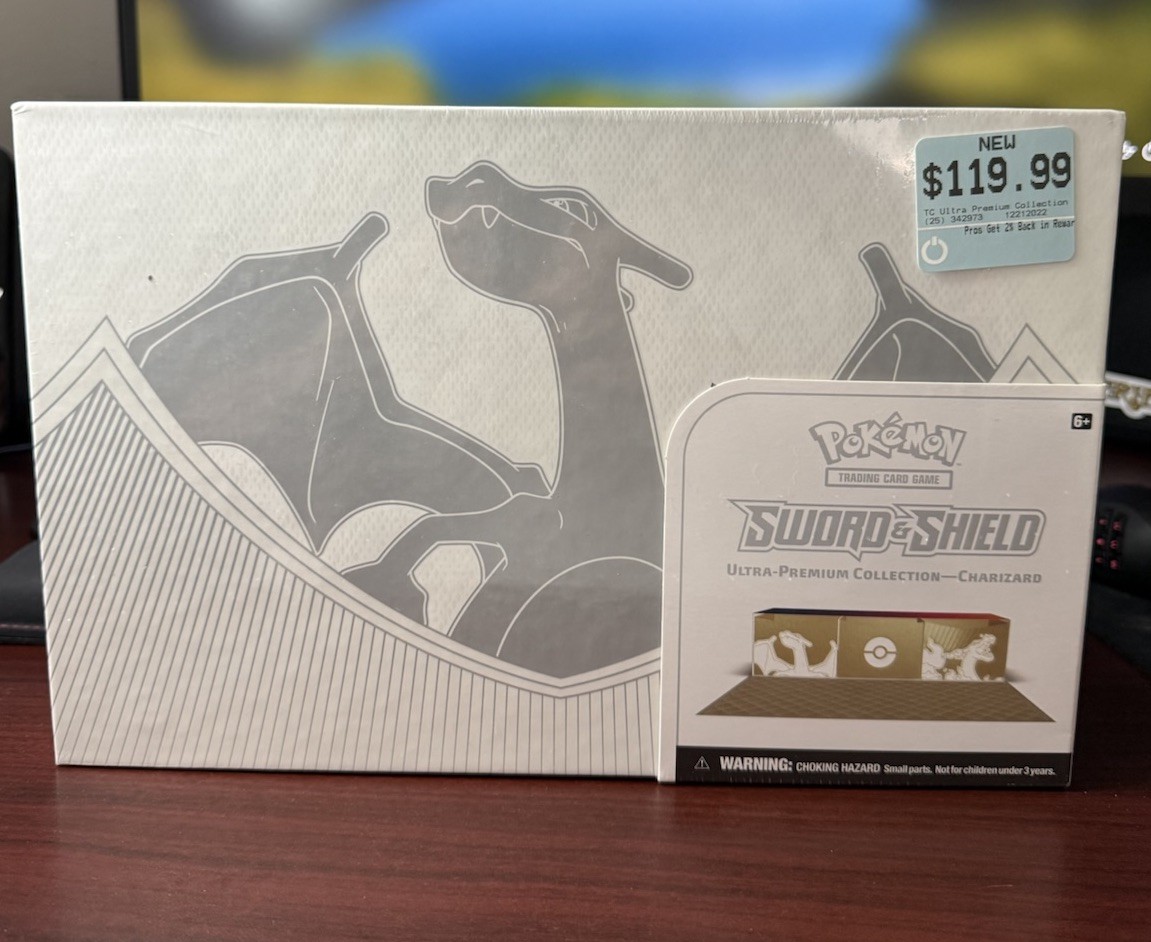 NEW
$119.99
TC Ultra Premium Collection
(25) 342973 12212022
Pros Get 2% Back in Rewar
6+
POKéMON
TRADING CARD GAME
SWORD & SHIELD
ULTRA-PREMIUM COLLECTION—CHARIZARD
WARNING: CHOKING HAZARD Small parts. Not for children under 3 years.